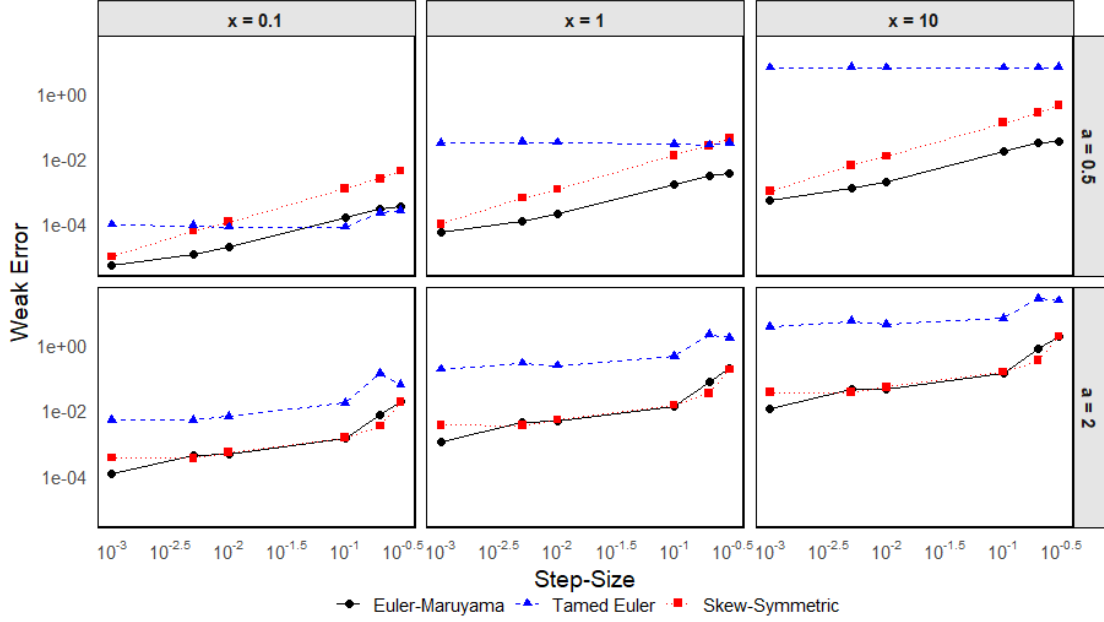 x = 0.1 x = 1 x = 10
1e+00
1e-02
1e-04
a = 0.5
Weak Error
1e+00
1e-02
1e-04
a = 2
10^-3 10^-2.5 10^-2 10^-1.5 10^-1 10^-0.5 10^-3 10^-2.5 10^-2 10^-1.5 10^-1 10^-0.5 10^-3 10^-2.5 10^-2 10^-1.5 10^-1 10^-0.5
Step-Size
Euler-Maruyama Tamed Euler Skew-Symmetric